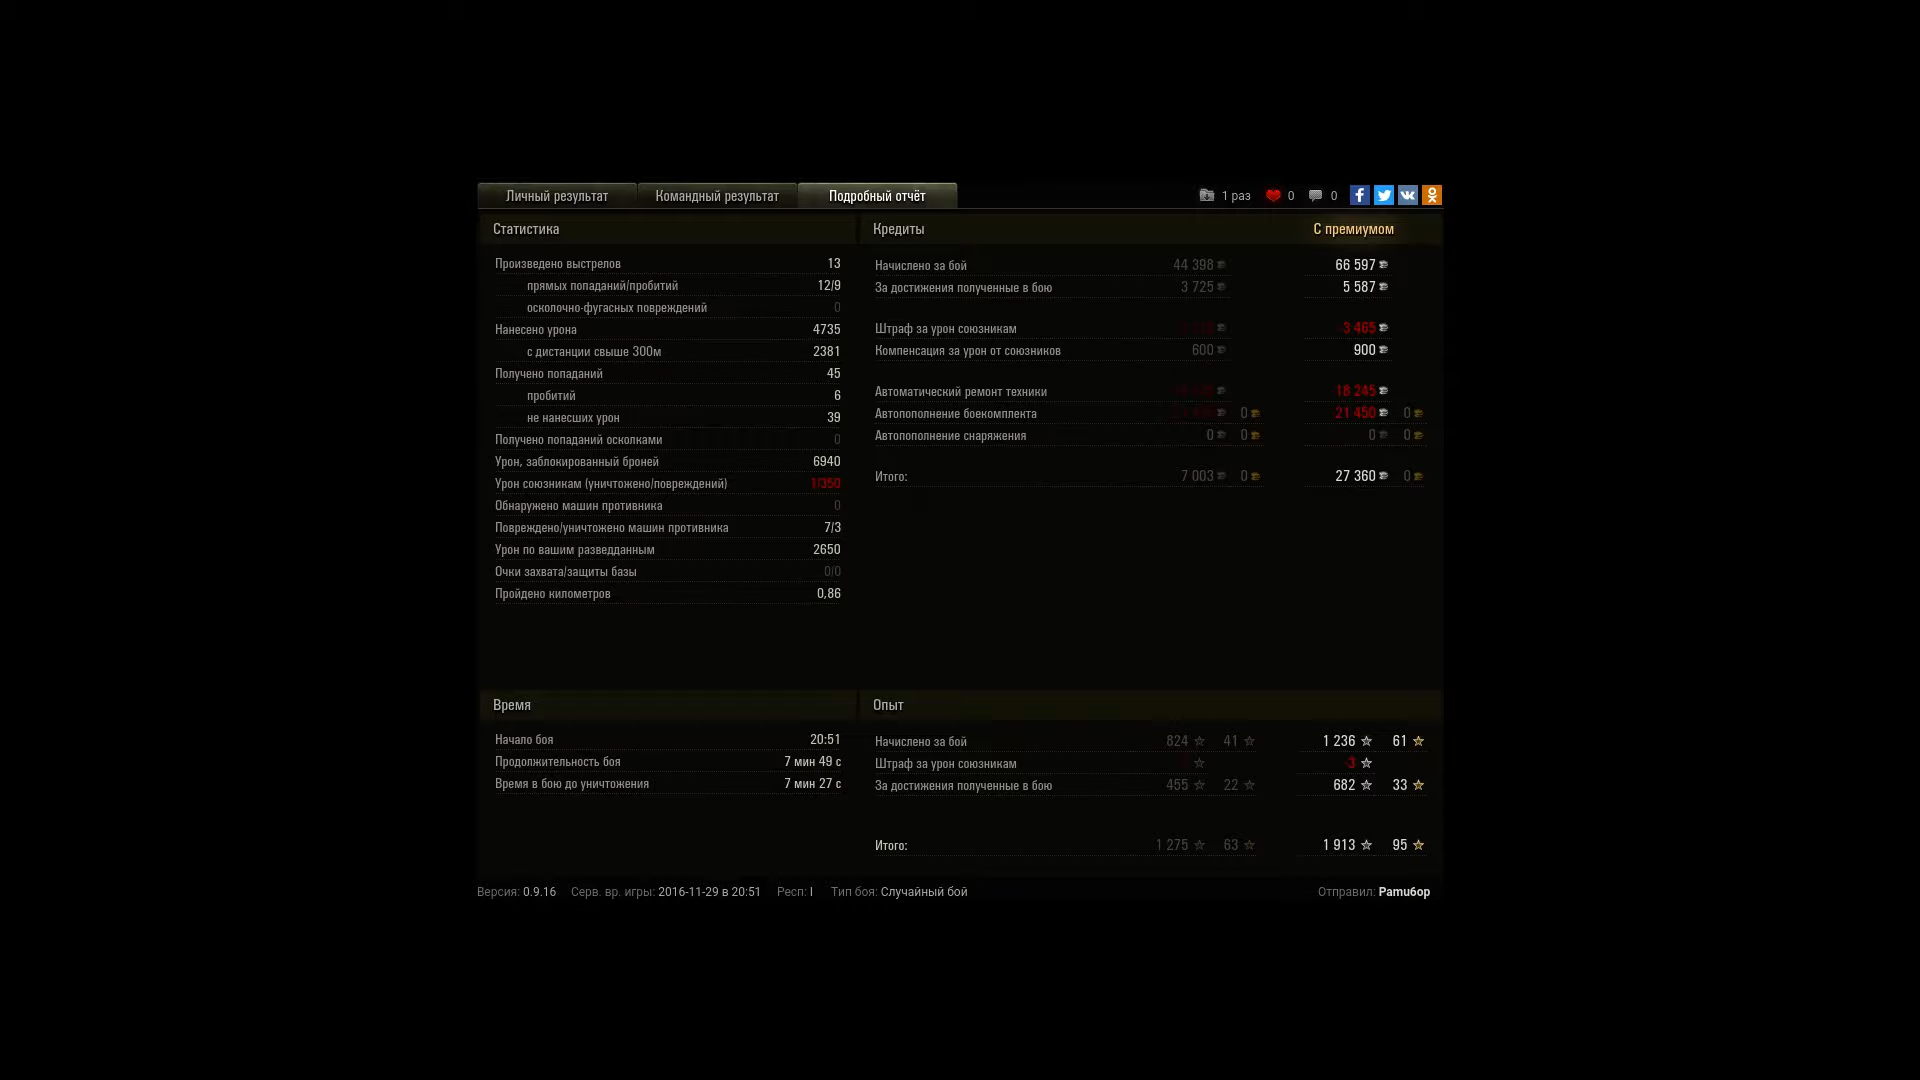 Личный результат Командный результат Подробный отчёт 1 раз 0 0
Статистика
Произведено выстрелов 13
прямых попаданий/пробитий 12/9
осколочно-фугасных повреждений 0
Нанесено урона 4735
с дистанции свыше 300м 2381
Получено попаданий 45
пробитий 6
не нанесших урон 39
Получено попаданий осколками 0
Урон, заблокированный броней 6940
Урон союзникам (уничтожено/повреждений) 1/350
Обнаружено машин противника 0
Повреждено/уничтожено машин противника 7/3
Урон по вашим разведданным 2650
Очки захвата/защиты базы 0/0
Пройдено километров 0,86
Кредиты С премиумом
Начислено за бой 44 398 66 597
За достижения полученные в бою 3 725 5 587
Штраф за урон союзникам -3 465
Компенсация за урон от союзников 600 900
Автоматический ремонт техники 18 245
Автопополнение боекомплекта 0 21 450 0
Автопополнение снаряжения 0 0 0 0
Итого: 7 003 0 27 360 0
Время
Начало боя 20:51
Продолжительность боя 7 мин 49 с
Время в бою до уничтожения 7 мин 27 с
Опыт
Начислено за бой 824 41 1 236 61
Штраф за урон союзникам -3
За достижения полученные в бою 455 22 682 33
Итого: 1 275 63 1 913 95
Версия: 0.9.16 Серв. вр. игры: 2016-11-29 в 20:51 Респ: I Тип боя: Случайный бой Отправил: Pamu6op